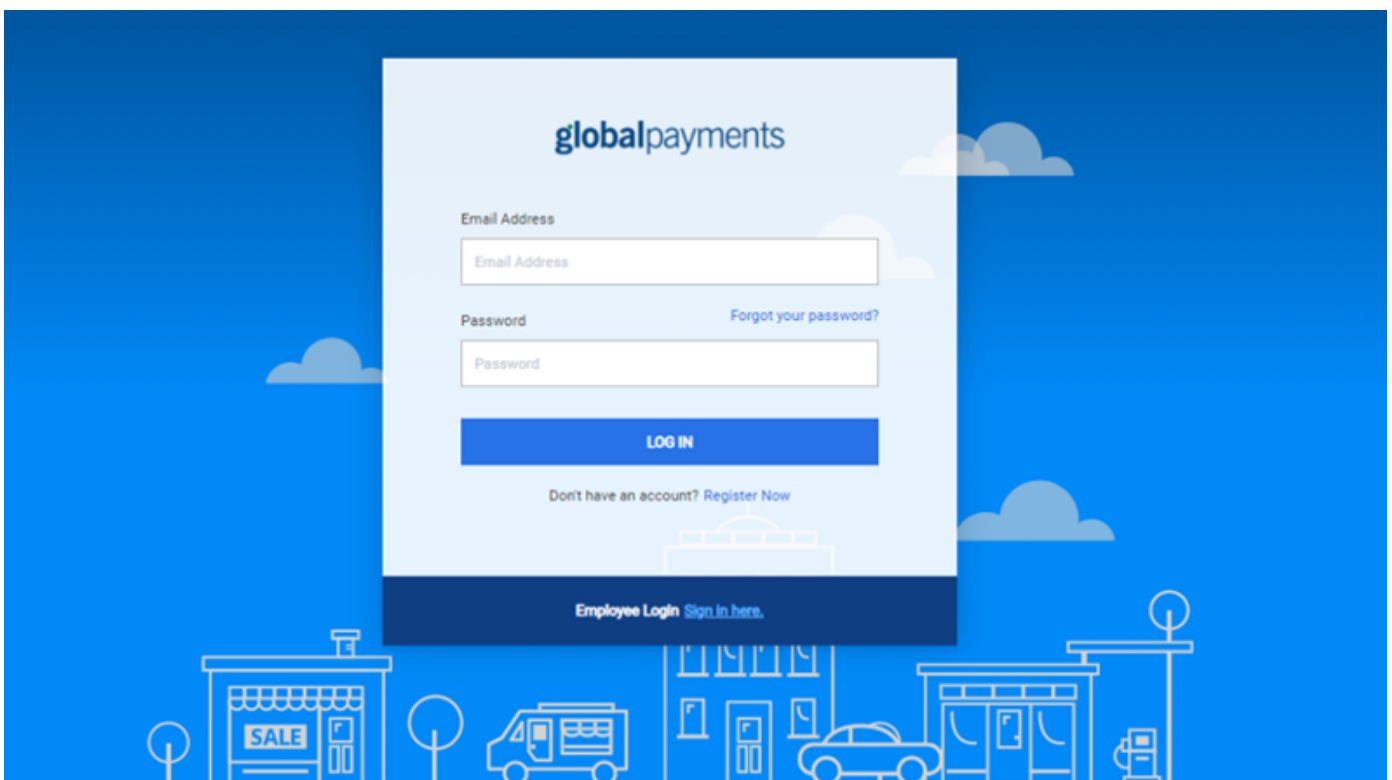 globalpayments
Email Address
Email Address
Password
Forgot your password?
Password
LOG IN
Don't have an account? Register Now
Employee Login Sign in here.
SALE